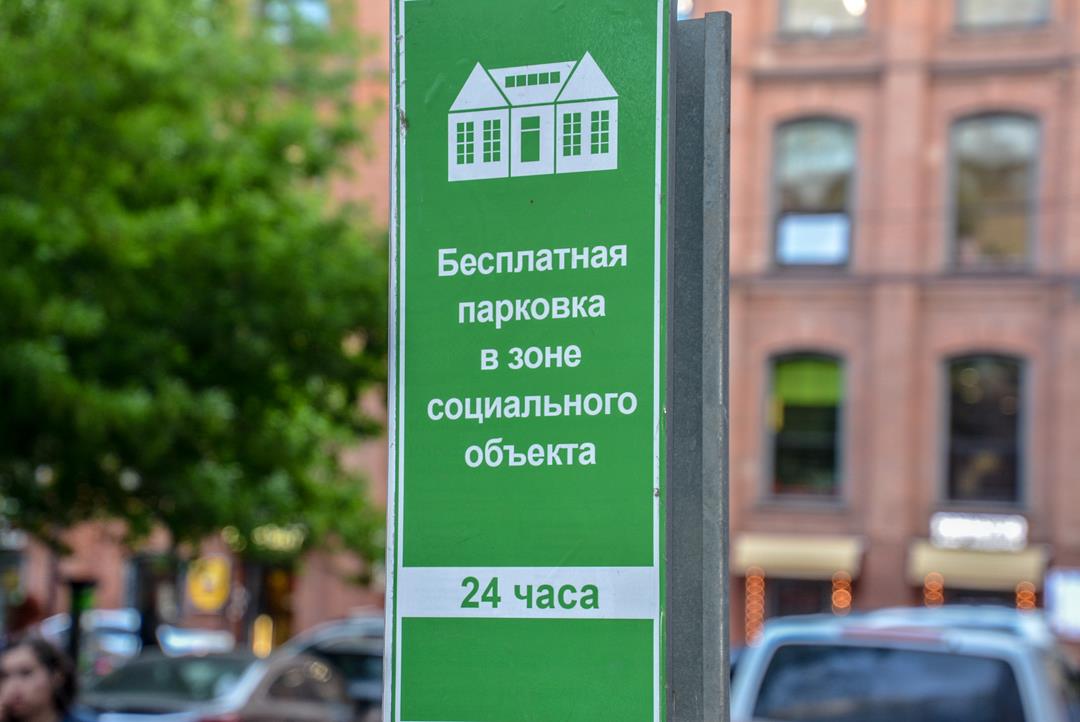 Бесплатная
парковка
в зоне
социального
объекта
24 часа